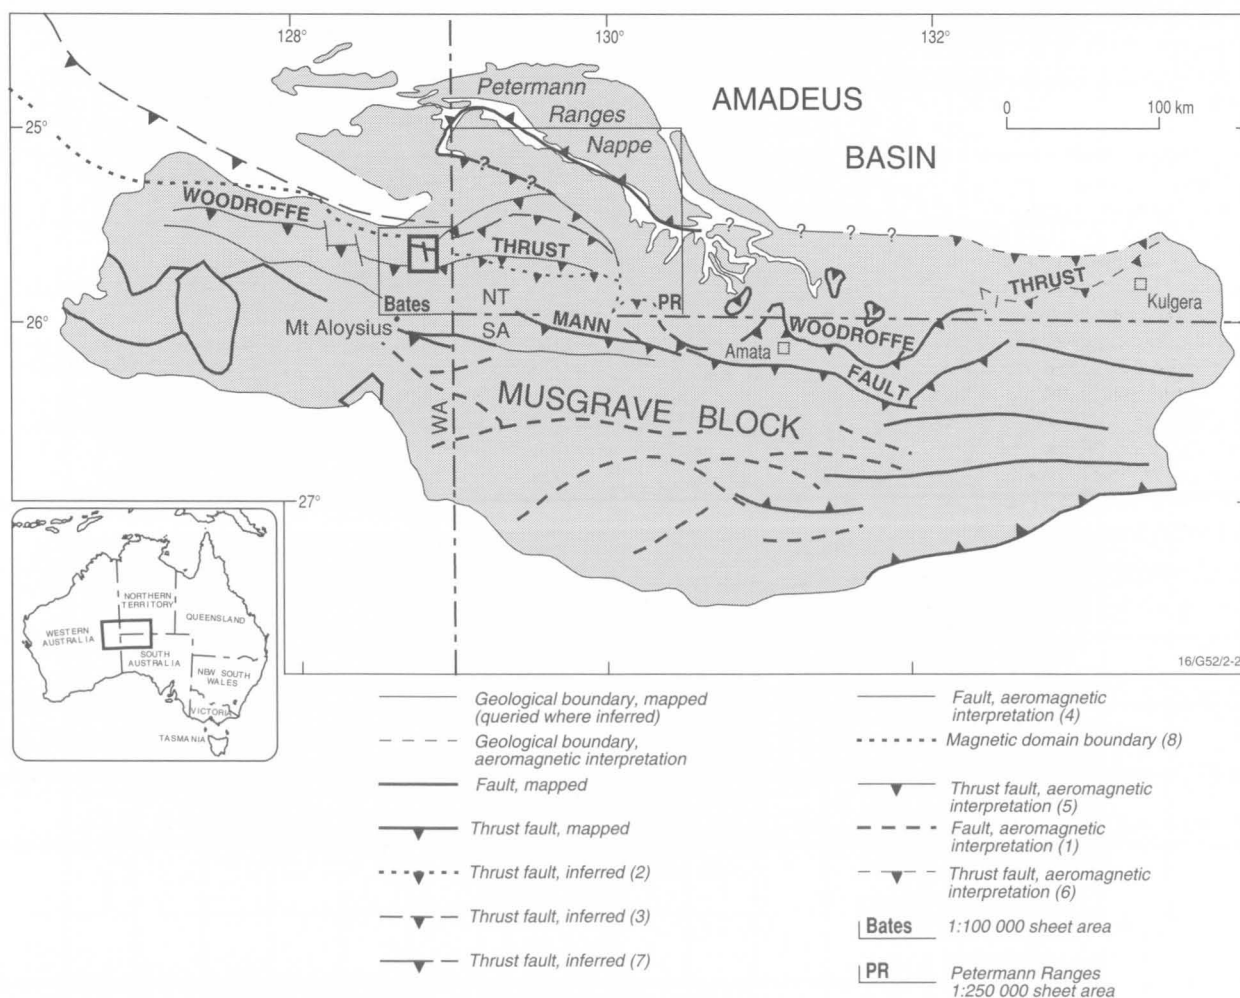 128°
130°
132°
Petermann
Ranges
Nappe
AMADEUS
BASIN
0
100 km
25°
?
?
?
?
?
?
WOODROFFE
THRUST
THRUST
Kulgera
Bates
NT
PR
26°
Mt Aloysius
SA
MANN
WOODROFFE
Amata
FAULT
WA
MUSGRAVE BLOCK
27°
NORTHERN
TERRITORY
QUEENSLAND
WESTERN
AUSTRALIA
SOUTH
AUSTRALIA
NEW SOUTH
WALES
VICTORIA
TASMANIA
16/G52/2-2
Geological boundary, mapped
(queried where inferred)
Geological boundary,
aeromagnetic interpretation
Fault, mapped
Thrust fault, mapped
Thrust fault, inferred (2)
Thrust fault, inferred (3)
Thrust fault, inferred (7)
Fault, aeromagnetic
interpretation (4)
Magnetic domain boundary (8)
Thrust fault, aeromagnetic
interpretation (5)
Fault, aeromagnetic
interpretation (1)
Thrust fault, aeromagnetic
interpretation (6)
Bates
1:100 000 sheet area
PR
Petermann Ranges
1:250 000 sheet area